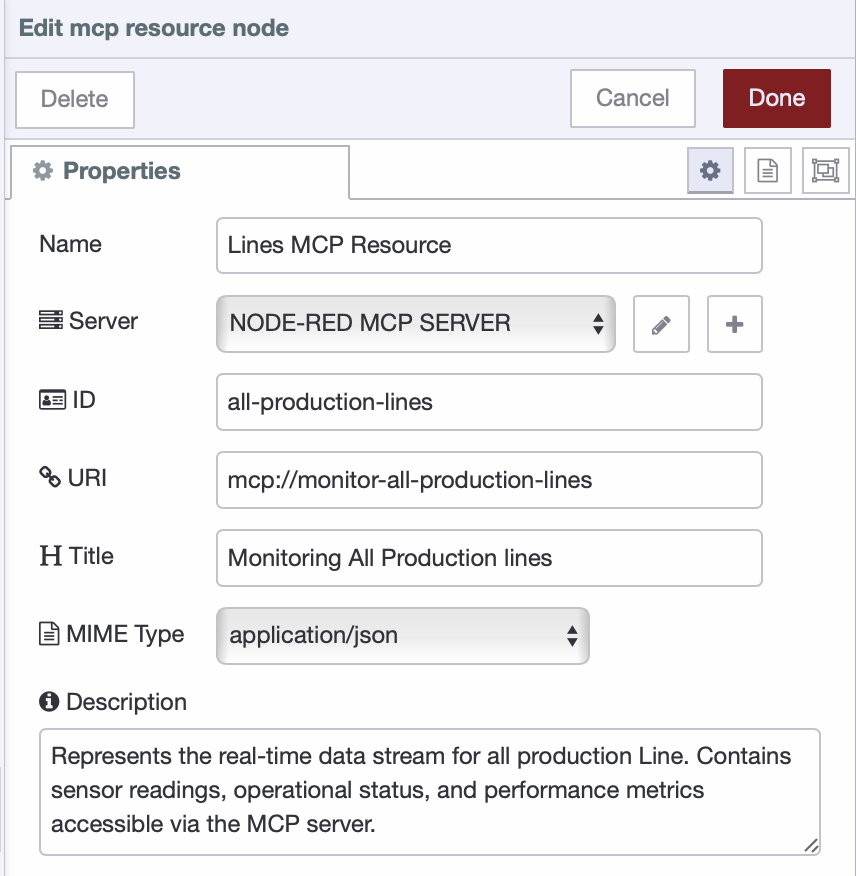 Edit mcp resource node
Delete
Cancel
Done
Properties
Name
Lines MCP Resource
Server
NODE-RED MCP SERVER
ID
all-production-lines
URI
mcp://monitor-all-production-lines
Title
Monitoring All Production lines
MIME Type
application/json
Description
Represents the real-time data stream for all production Line. Contains
sensor readings, operational status, and performance metrics
accessible via the MCP server.